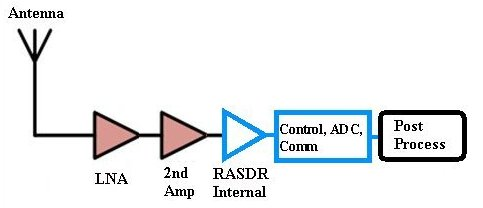 Antenna
LNA
2nd
Amp
RASDR
Internal
Control, ADC,
Comm
Post
Process